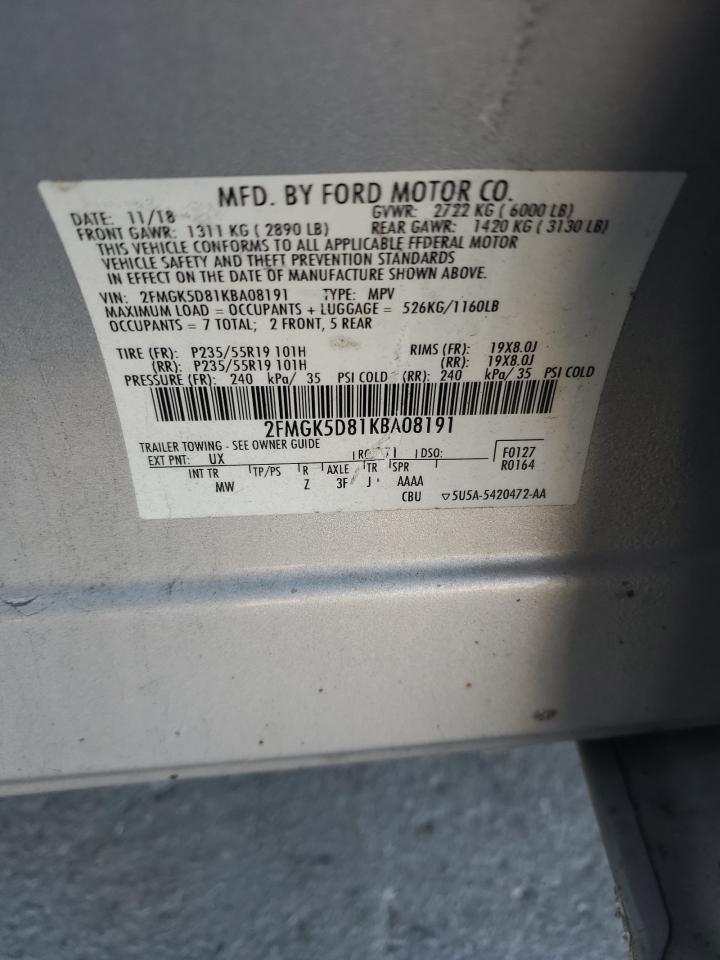 MFD. BY FORD MOTOR CO.
DATE: 11/18 GVWR: 2722 KG ( 6000 LB)
FRONT GAWR: 1311 KG ( 2890 LB) REAR GAWR: 1420 KG ( 3130 LB)
THIS VEHICLE CONFORMS TO ALL APPLICABLE FEDERAL MOTOR
VEHICLE SAFETY AND THEFT PREVENTION STANDARDS
IN EFFECT ON THE DATE OF MANUFACTURE SHOWN ABOVE.
VIN: 2FMGK5D81KBA08191 TYPE: MPV
MAXIMUM LOAD = OCCUPANTS + LUGGAGE = 526KG/1160LB
OCCUPANTS = 7 TOTAL; 2 FRONT, 5 REAR
TIRE (FR): P235/55R19 101H RIMS (FR): 19X8.0J
(RR): P235/55R19 101H (RR): 19X8.0J
PRESSURE (FR): 240 kPa/ 35 PSI COLD (RR): 240 kPa/ 35 PSI COLD
2FMGK5D81KBA08191
TRAILER TOWING - SEE OWNER GUIDE
EXT PNT: UX DSO: F0127
R0164
INT TR TP/PS R AXLE TR SPR
MW Z 3F J AAAA
CBU ▽5U5A-5420472-AA